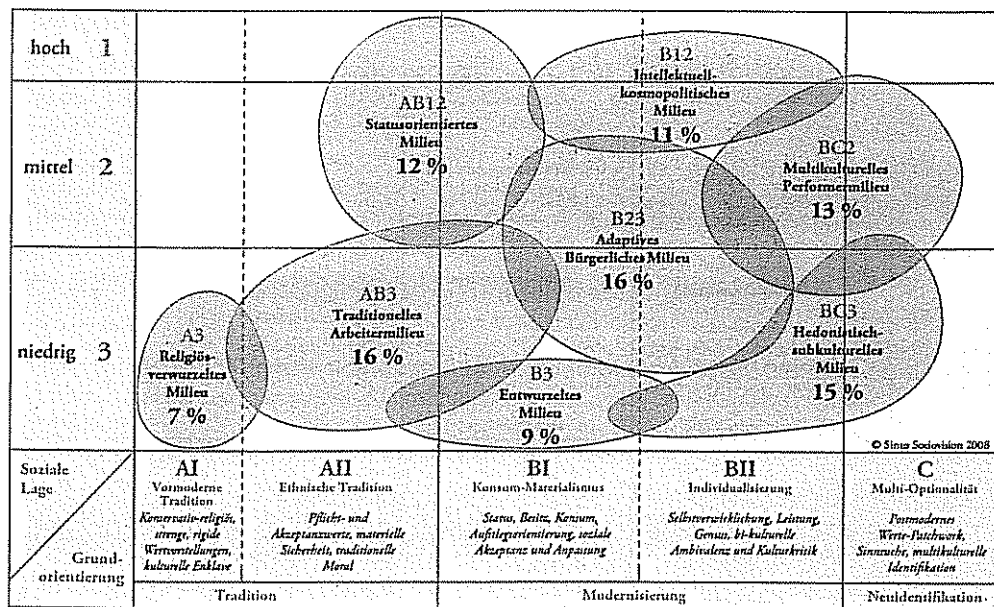 hoch 1
mittel 2
niedrig 3
B12
Intellektuell-
kosmopolitisches
Milieu
11 %
AB12
Statusorientiertes
Milieu
12 %
BC2
Multikulturelles
Performermilieu
13 %
B23
Adaptives
Bürgerliches Milieu
16 %
AB3
Traditionelles
Arbeitermilieu
16 %
A3
Religiös-
verwurzeltes
Milieu
7 %
B3
Entwurzeltes
Milieu
9 %
BC3
Hedonistisch-
subkulturelles
Milieu
15 %
© Sinus Sociovision 2008
Soziale
Lage
Grund-
orientierung
AI
Vormoderne
Tradition
Konservativ-religiös,
strenge, rigide
Wertvorstellungen,
kulturelle Enklave
AII
Ethnische Tradition
Pflicht- und
Akzeptanzwerte, materielle
Sicherheit, traditionelle
Moral
BI
Konsum-Materialismus
Status, Besitz, Konsum,
Aufstiegsorientierung, soziale
Akzeptanz und Anpassung
BII
Individualisierung
Selbstverwirklichung, Leistung,
Genuss, bi-kulturelle
Ambivalenz und Kulturkritik
C
Multi-Optionalität
Postmodernes
Werte-Patchwork,
Sinnsuche, multikulturelle
Identifikation
Tradition
Modernisierung
Neuidentifikation